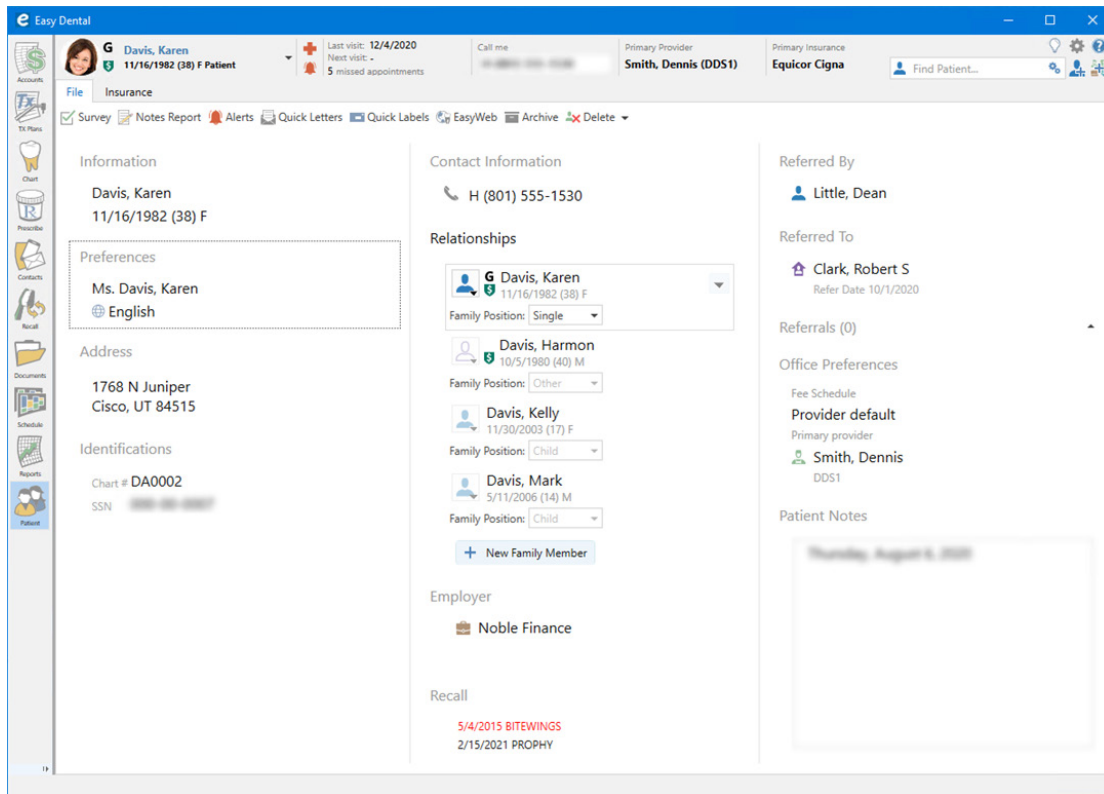 Easy Dental
G Davis, Karen
11/16/1982 (38) F Patient
Last visit: 12/4/2020
Next visit: -
5 missed appointments
Call me
Primary Provider
Smith, Dennis (DDS1)
Primary Insurance
Equicor Cigna
Find Patient...
Accounts
TX Plans
Chart
Prescribe
Contacts
Recall
Documents
Schedule
Reports
Patient
File Insurance
Survey Notes Report Alerts Quick Letters Quick Labels EasyWeb Archive Delete
Information
Davis, Karen
11/16/1982 (38) F
Preferences
Ms. Davis, Karen
English
Address
1768 N Juniper
Cisco, UT 84515
Identifications
Chart # DA0002
SSN
Contact Information
H (801) 555-1530
Relationships
G Davis, Karen
11/16/1982 (38) F
Family Position: Single
Davis, Harmon
10/5/1980 (40) M
Family Position: Other
Davis, Kelly
11/30/2003 (17) F
Family Position: Child
Davis, Mark
5/11/2006 (14) M
Family Position: Child
+ New Family Member
Employer
Noble Finance
Recall
5/4/2015 BITEWINGS
2/15/2021 PROPHY
Referred By
Little, Dean
Referred To
Clark, Robert S
Refer Date 10/1/2020
Referrals (0)
Office Preferences
Fee Schedule
Provider default
Primary provider
Smith, Dennis
DDS1
Patient Notes